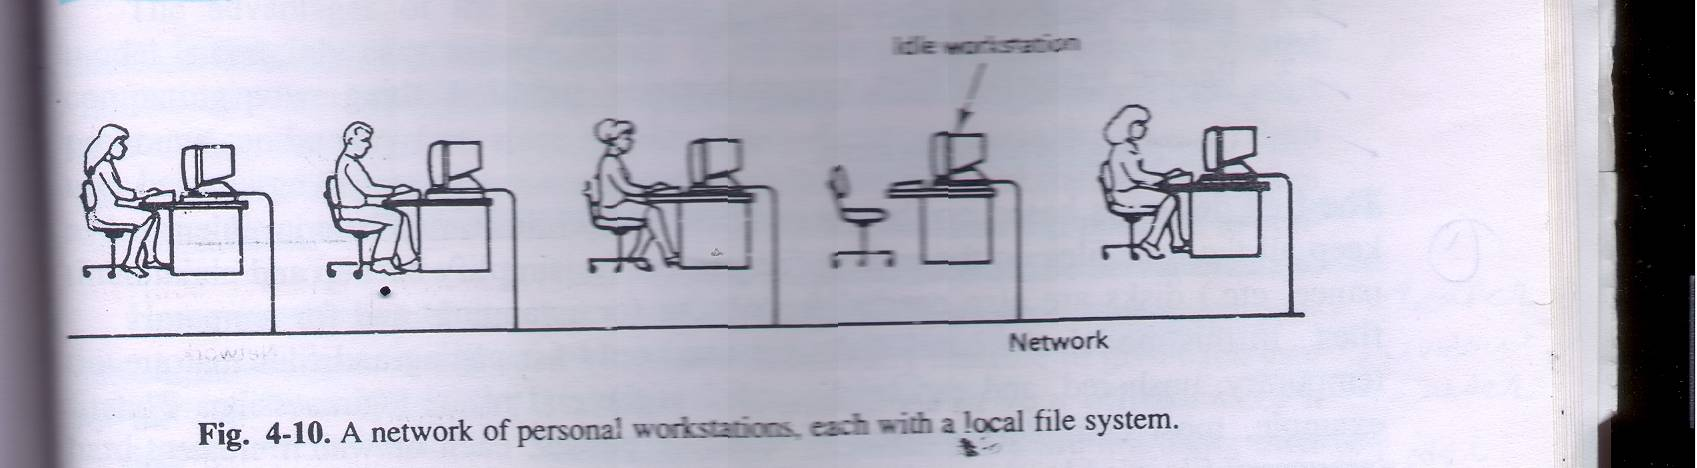 Idle workstation
Network
Fig. 4-10. A network of personal workstations, each with a local file system.